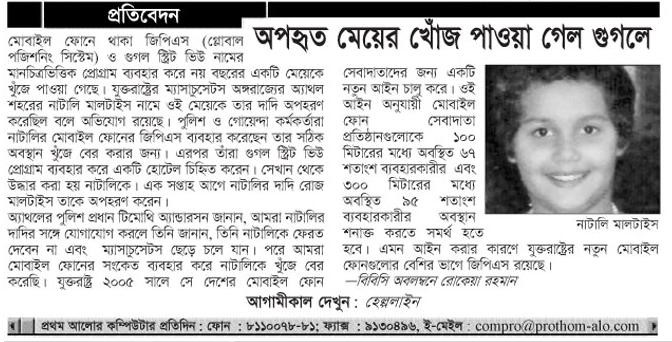 প্রতিবেদন
অপহৃত মেয়ের খোঁজ পাওয়া গেল গুগলে
মোবাইল ফোনে থাকা জিপিএস (গ্লোবাল
পজিশনিং সিস্টেম) ও গুগল স্ট্রিট ভিউ নামের
মানচিত্রভিত্তিক প্রোগ্রাম ব্যবহার করে নয় বছরের একটি মেয়েকে
খুঁজে পাওয়া গেছে। যুক্তরাষ্ট্রের ম্যাসাচুসেটস অঙ্গরাজ্যের অ্যাথল
শহরের নাটালি মালটাইস নামে ওই মেয়েকে তার দাদি অপহরণ
করেছিল বলে অভিযোগ রয়েছে। পুলিশ ও গোয়েন্দা কর্মকর্তারা
নাটালির মোবাইল ফোনের জিপিএস ব্যবহার করেছেন তার সঠিক
অবস্থান খুঁজে বের করার জন্য। এরপর তাঁরা গুগল স্ট্রিট ভিউ
প্রোগ্রাম ব্যবহার করে একটি হোটেল চিহ্নিত করেন। সেখান থেকে
উদ্ধার করা হয় নাটালিকে। এক সপ্তাহ আগে নাটালির দাদি রোজ
মালটাইস তাকে অপহরণ করেন।
অ্যাথলের পুলিশ প্রধান টিমোথি অ্যান্ডারসন জানান, আমরা নাটালির
দাদির সঙ্গে যোগাযোগ করলে তিনি জানান, তিনি নাটালিকে ফেরত
দেবেন না এবং ম্যাসাচুসেটস ছেড়ে চলে যান। পরে আমরা
মোবাইল ফোনের সংকেত ব্যবহার করে নাটালিকে খুঁজে বের
করেছি। যুক্তরাষ্ট্র ২০০৫ সালে সে দেশের মোবাইল ফোন
সেবাদাতাদের জন্য একটি
নতুন আইন চালু করে। ওই
আইন অনুযায়ী মোবাইল
ফোন সেবাদাতা
প্রতিষ্ঠানগুলোকে ১০০
মিটারের মধ্যে অবস্থিত ৬৭
শতাংশ ব্যবহারকারীর এবং
৩০০ মিটারের মধ্যে
অবস্থিত ৯৫ শতাংশ
ব্যবহারকারীর অবস্থান
শনাক্ত করতে সমর্থ হতে
হবে। এমন আইন করার কারণে যুক্তরাষ্ট্রের নতুন মোবাইল
ফোনগুলোর বেশির ভাগে জিপিএস রয়েছে।
—বিবিসি অবলম্বনে রোকেয়া রহমান
নাটালি মালটাইস
আগামীকাল দেখুন : হেল্পলাইন
প্রথম আলোর কম্পিউটার প্রতিদিন : ফোন : ৮১১০০৭৮-৮১; ফ্যাক্স : ৯১৩০৪৯৬, ই-মেইল : compro@prothom-alo.com